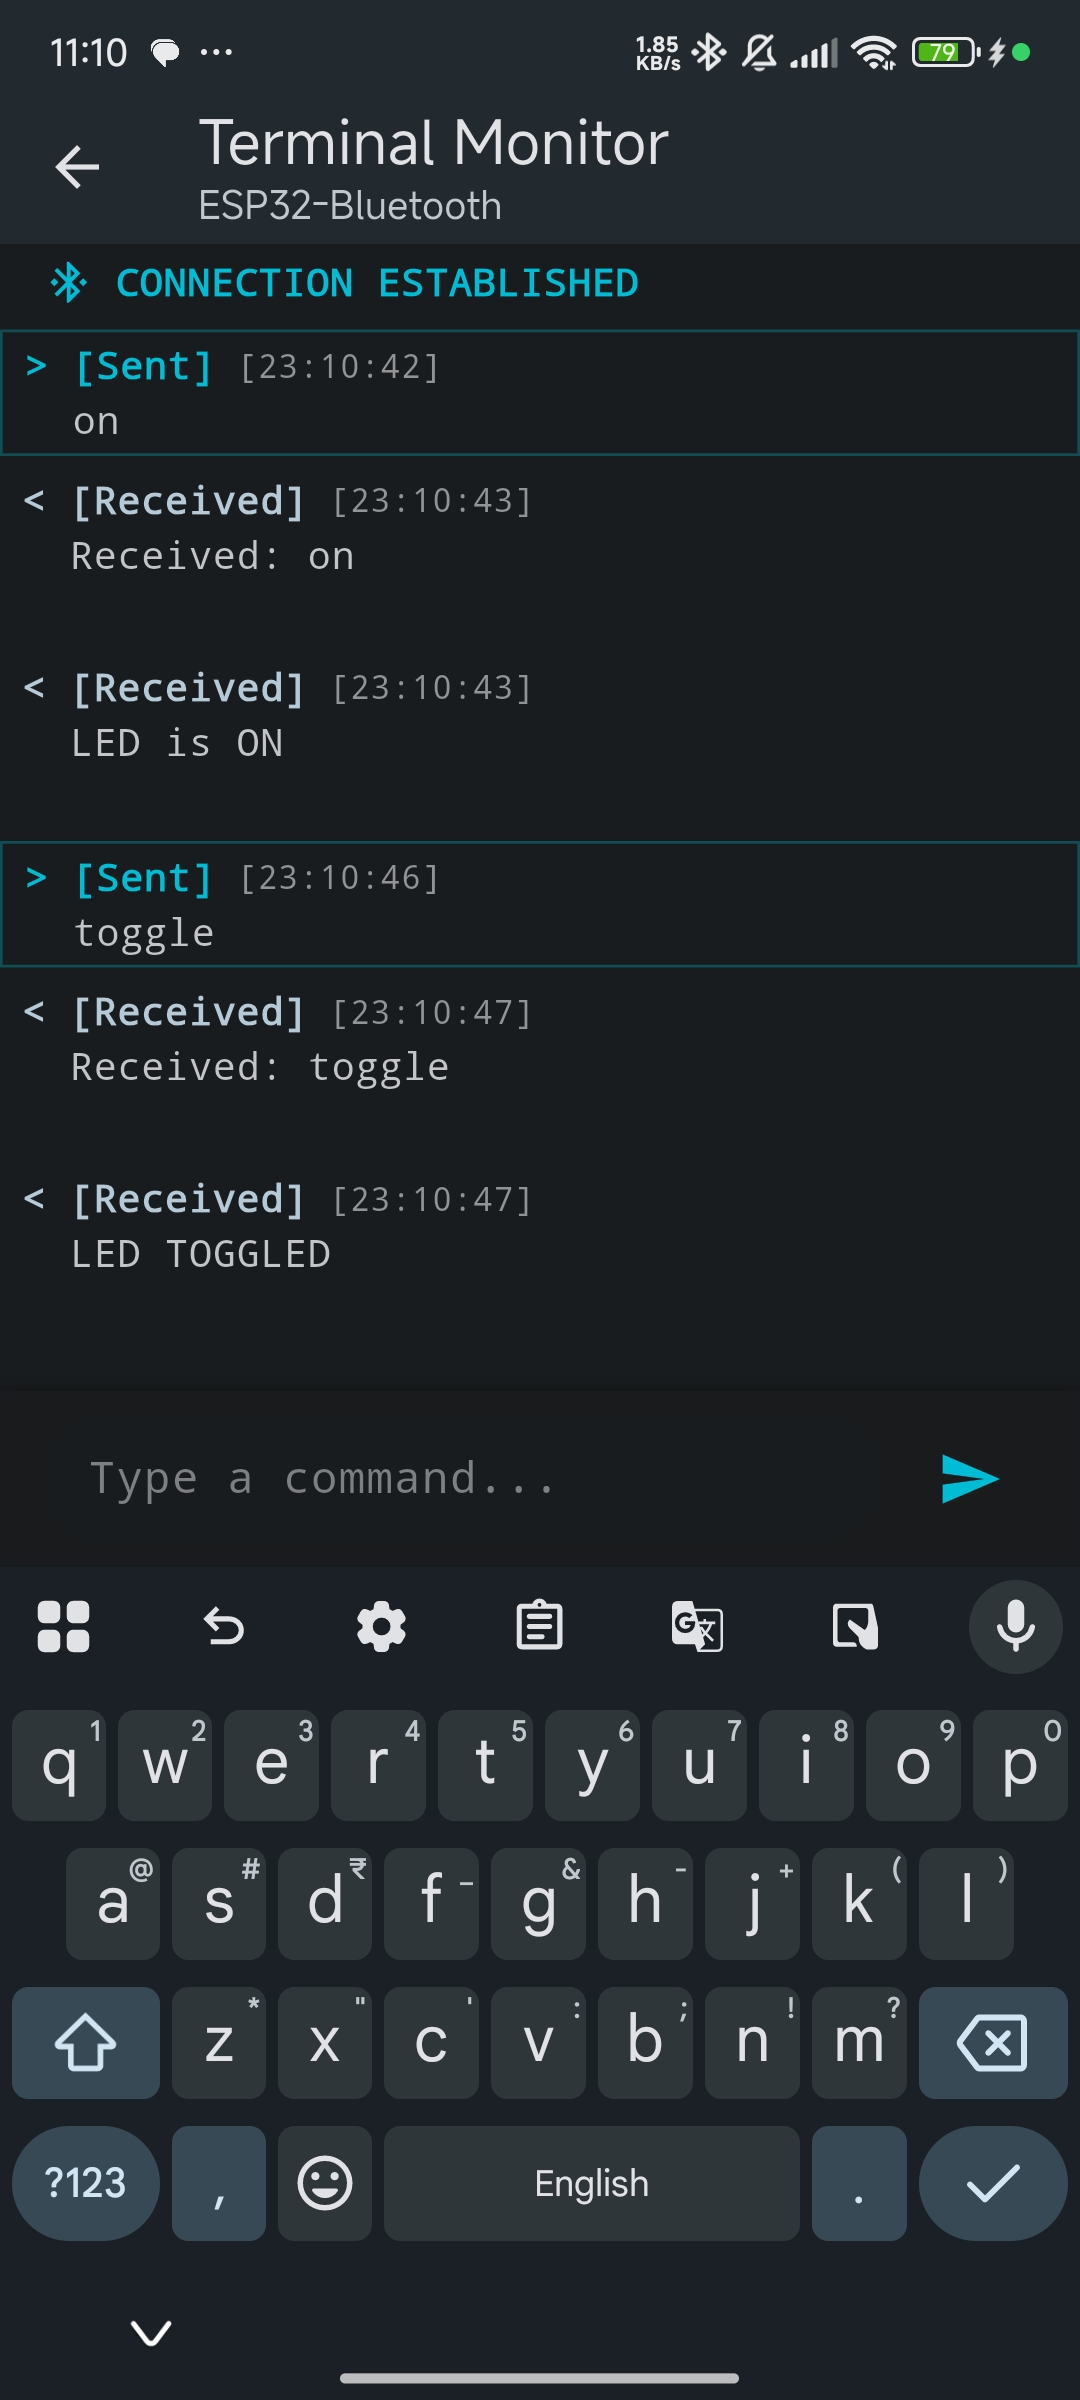 11:10 1.85 KB/s 79
Terminal Monitor
ESP32-Bluetooth
CONNECTION ESTABLISHED
> [Sent] [23:10:42]
on
< [Received] [23:10:43]
Received: on
< [Received] [23:10:43]
LED is ON
> [Sent] [23:10:46]
toggle
< [Received] [23:10:47]
Received: toggle
< [Received] [23:10:47]
LED TOGGLED
Type a command...
q 1 w 2 e 3 r 4 t 5 y 6 u 7 i 8 o 9 p 0
a @ s # d ₹ f _ g & h - j + k ( l )
z * x " c ' v : b ; n ! m ?
?123 , English .